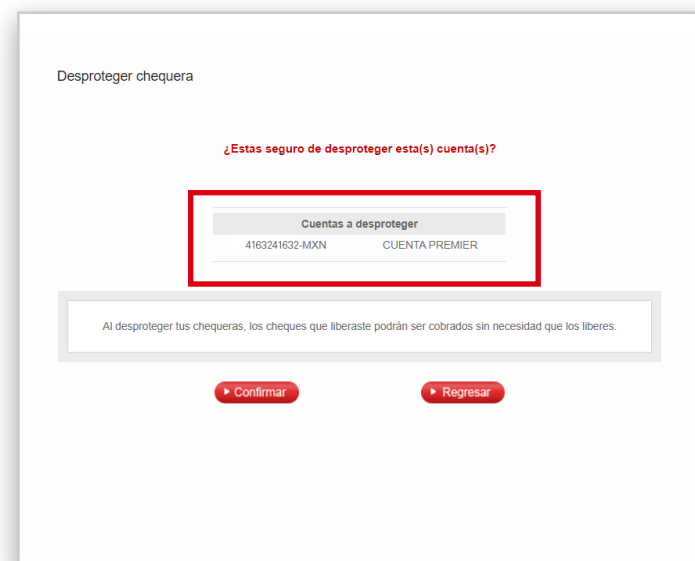 Desproteger chequera
¿Estas seguro de desproteger esta(s) cuenta(s)?
Cuentas a desproteger
4163241632-MXN CUENTA PREMIER
Al desproteger tus chequeras, los cheques que liberaste podrán ser cobrados sin necesidad que los liberes.
Confirmar Regresar